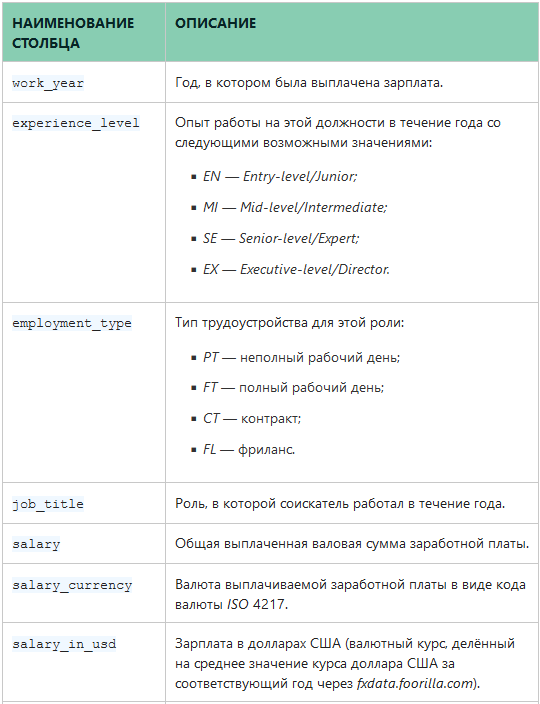 НАИМЕНОВАНИЕ СТОЛБЦА
ОПИСАНИЕ
work_year
Год, в котором была выплачена зарплата.
experience_level
Опыт работы на этой должности в течение года со
следующими возможными значениями:
▪ EN — Entry-level/Junior;
▪ MI — Mid-level/Intermediate;
▪ SE — Senior-level/Expert;
▪ EX — Executive-level/Director.
employment_type
Тип трудоустройства для этой роли:
▪ PT — неполный рабочий день;
▪ FT — полный рабочий день;
▪ CT — контракт;
▪ FL — фриланс.
job_title
Роль, в которой соискатель работал в течение года.
salary
Общая выплаченная валовая сумма заработной платы.
salary_currency
Валюта выплачиваемой заработной платы в виде кода
валюты ISO 4217.
salary_in_usd
Зарплата в долларах США (валютный курс, делённый
на среднее значение курса доллара США за
соответствующий год через fxdata.foorilla.com).